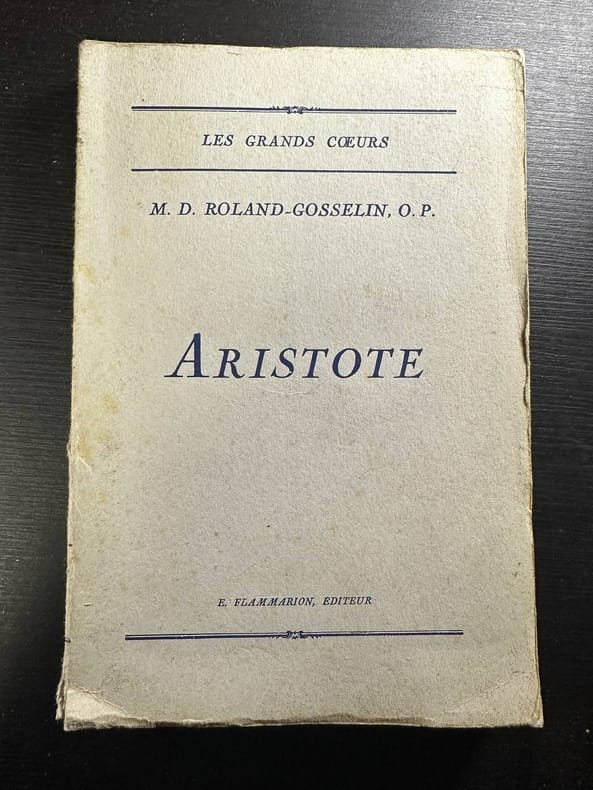 LES GRANDS CŒURS
M. D. ROLAND-GOSSELIN, O. P.
ARISTOTE
E. FLAMMARION, EDITEUR